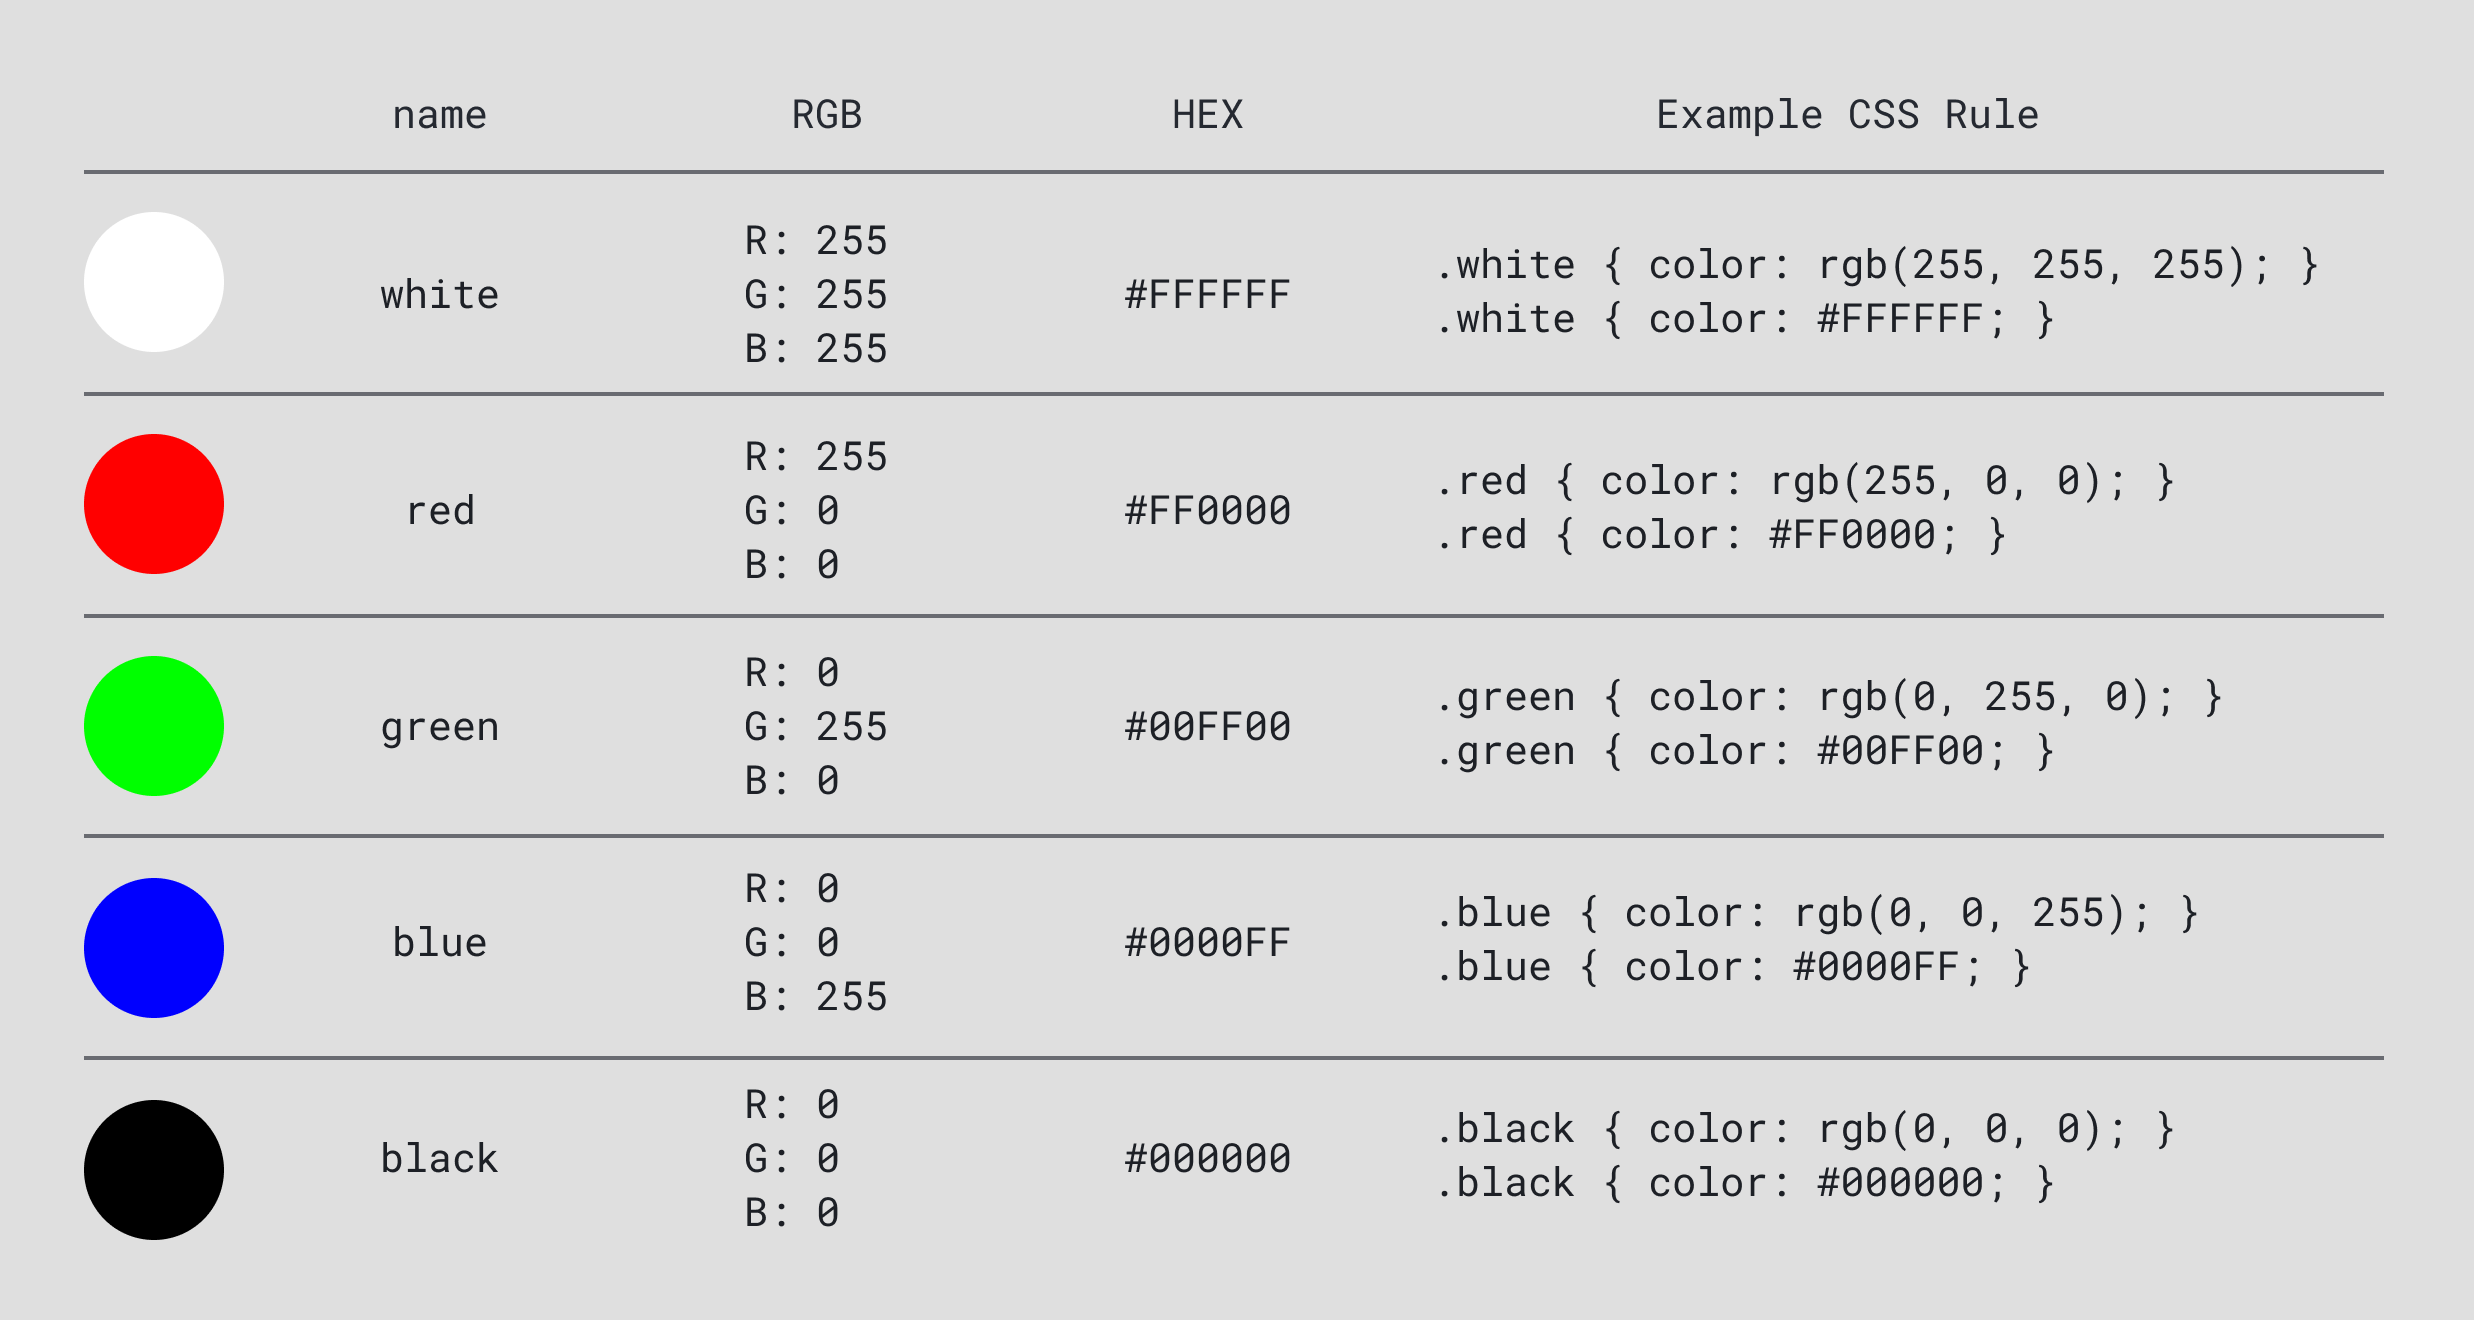 name RGB HEX Example CSS Rule
R: 255
white G: 255 #FFFFFF
B: 255
.white { color: rgb(255, 255, 255); }
.white { color: #FFFFFF; }
R: 255
red G: 0 #FF0000
B: 0
.red { color: rgb(255, 0, 0); }
.red { color: #FF0000; }
R: 0
green G: 255 #00FF00
B: 0
.green { color: rgb(0, 255, 0); }
.green { color: #00FF00; }
R: 0
blue G: 0 #0000FF
B: 255
.blue { color: rgb(0, 0, 255); }
.blue { color: #0000FF; }
R: 0
black G: 0 #000000
B: 0
.black { color: rgb(0, 0, 0); }
.black { color: #000000; }